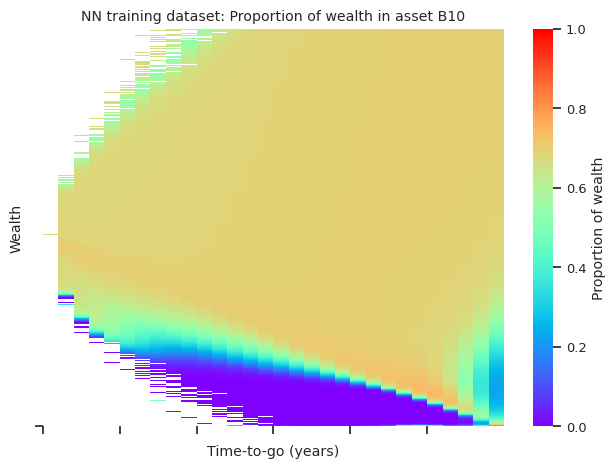 NN training dataset: Proportion of wealth in asset B10
Wealth
Time-to-go (years)
1.0
0.8
0.6
0.4
0.2
0.0
Proportion of wealth